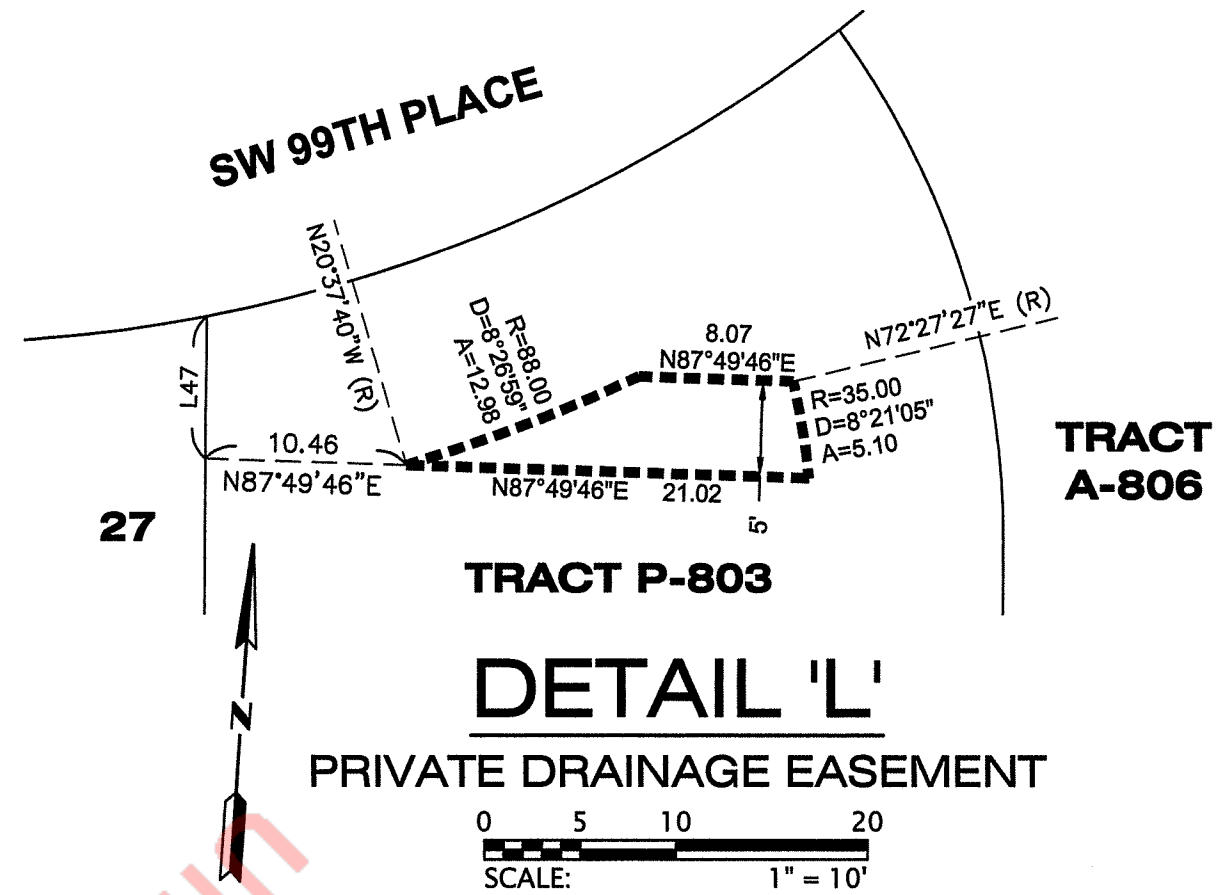 SW 99TH PLACE
N20°37'40"W (R)
R=88.00
D=8°26'59"
A=12.98
8.07
N87°49'46"E
N72°27'27"E (R)
R=35.00
D=8°21'05"
A=5.10
L47
10.46
N87°49'46"E
N87°49'46"E 21.02
5'
TRACT
A-806
27
TRACT P-803
N
DETAIL 'L'
PRIVATE DRAINAGE EASEMENT
0 5 10 20
SCALE: 1" = 10'